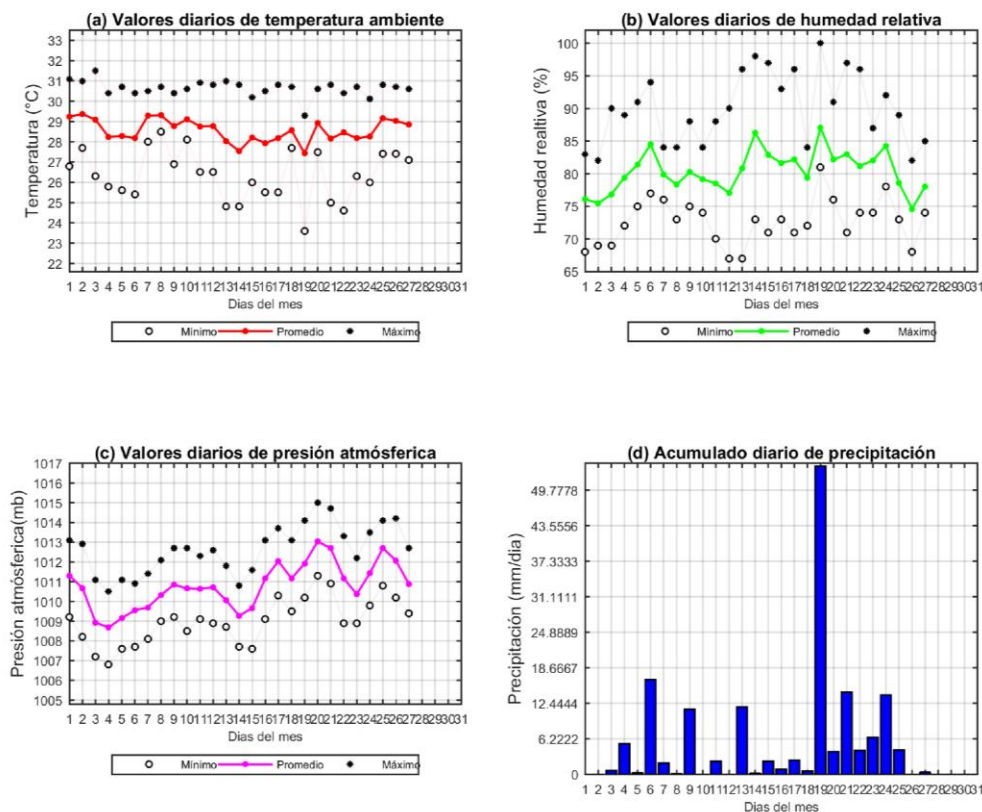 (a) Valores diarios de temperatura ambiente
33
32
31
30
29
28
27
26
25
24
23
22
Temperatura (°C)
1 2 3 4 5 6 7 8 9 10 11 12 13 14 15 16 17 18 19 20 21 22 23 24 25 26 27 28 29 30 31
Dias del mes
Mínimo Promedio Máximo
(b) Valores diarios de humedad relativa
100
95
90
85
80
75
70
65
Humedad realtiva (%)
1 2 3 4 5 6 7 8 9 10 11 12 13 14 15 16 17 18 19 20 21 22 23 24 25 26 27 28 29 30 31
Dias del mes
Mínimo Promedio Máximo
(c) Valores diarios de presión atmósferica
1017
1016
1015
1014
1013
1012
1011
1010
1009
1008
1007
1006
1005
Presión atmósferica(mb)
1 2 3 4 5 6 7 8 9 10 11 12 13 14 15 16 17 18 19 20 21 22 23 24 25 26 27 28 29 30 31
Dias del mes
Mínimo Promedio Máximo
(d) Acumulado diario de precipitación
49.7778
43.5556
37.3333
31.1111
24.8889
18.6667
12.4444
6.2222
0
Precipitación (mm/dia)
1 2 3 4 5 6 7 8 9 10 11 12 13 14 15 16 17 18 19 20 21 22 23 24 25 26 27 28 29 30 31
Dias del mes